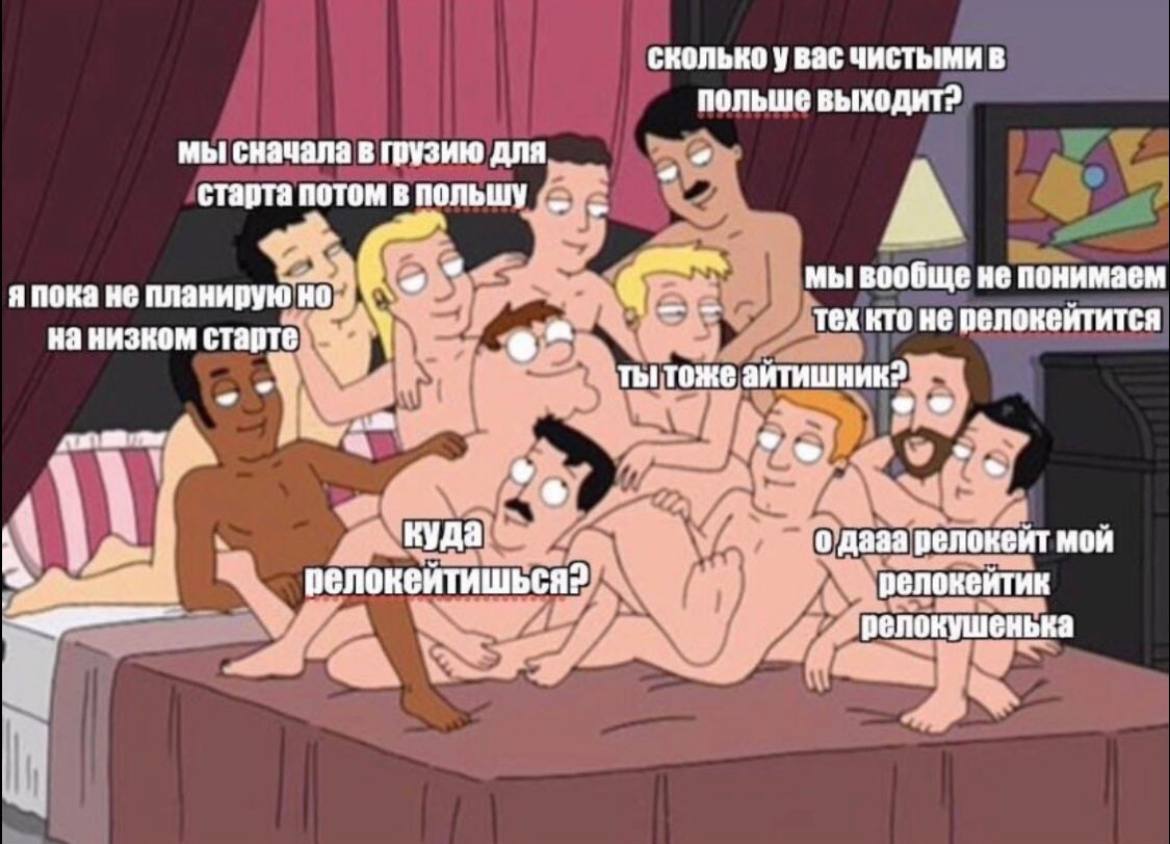 сколько у вас чистыми в
польше выходит?
мы сначала в грузию для
старта потом в польшу
я пока не планирую но
на низком старте
мы вообще не понимаем
тех кто не релокейтится
ты тоже айтишник?
куда
релокейтишься?
о дааа релокейт мой
релокейтик
релокушенька